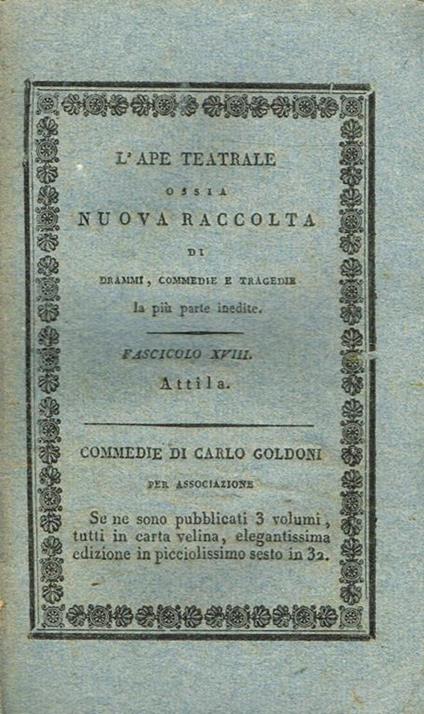 L'APE TEATRALE
OSSIA
NUOVA RACCOLTA
DI
DRAMMI, COMMEDIE E TRAGEDIE
la più parte inedite.
FASCICOLO XVIII.
Attila.
COMMEDIE DI CARLO GOLDONI
PER ASSOCIAZIONE
Se ne sono pubblicati 3 volumi,
tutti in carta velina, elegantissima
edizione in picciolissimo sesto in 32.